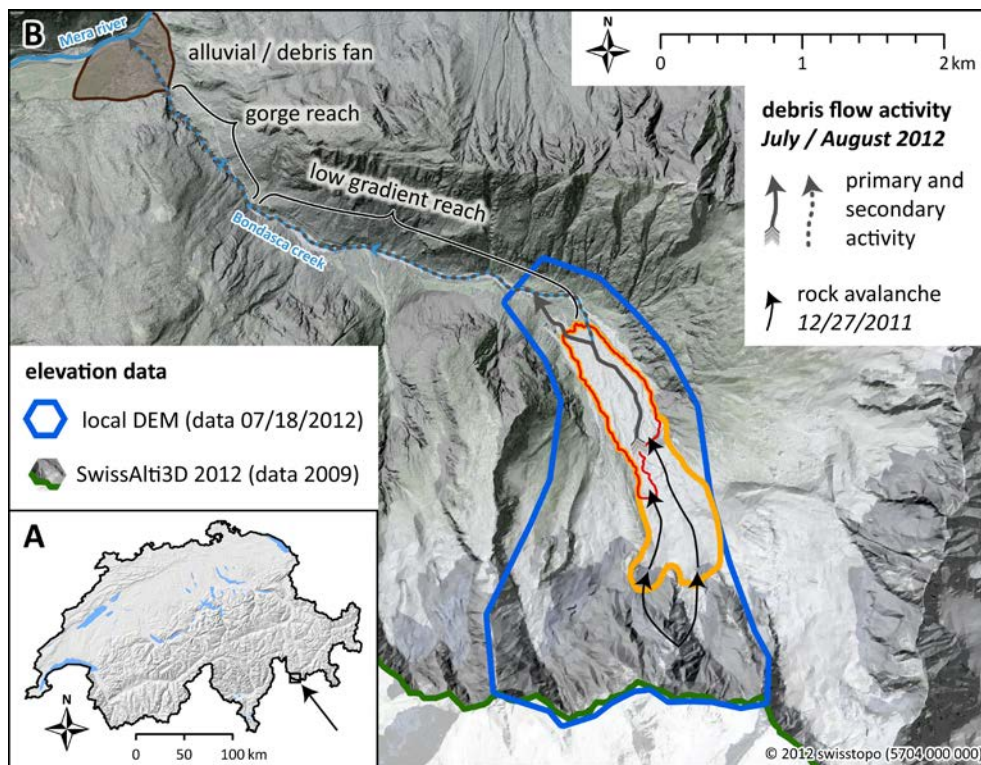 B
Mera river
alluvial / debris fan
gorge reach
low gradient reach
Bondasca creek
N
0 1 2 km
debris flow activity
July / August 2012
primary and
secondary
activity
rock avalanche
12/27/2011
elevation data
local DEM (data 07/18/2012)
SwissAlti3D 2012 (data 2009)
A
N
0 50 100 km
© 2012 swisstopo (5704 000 000)